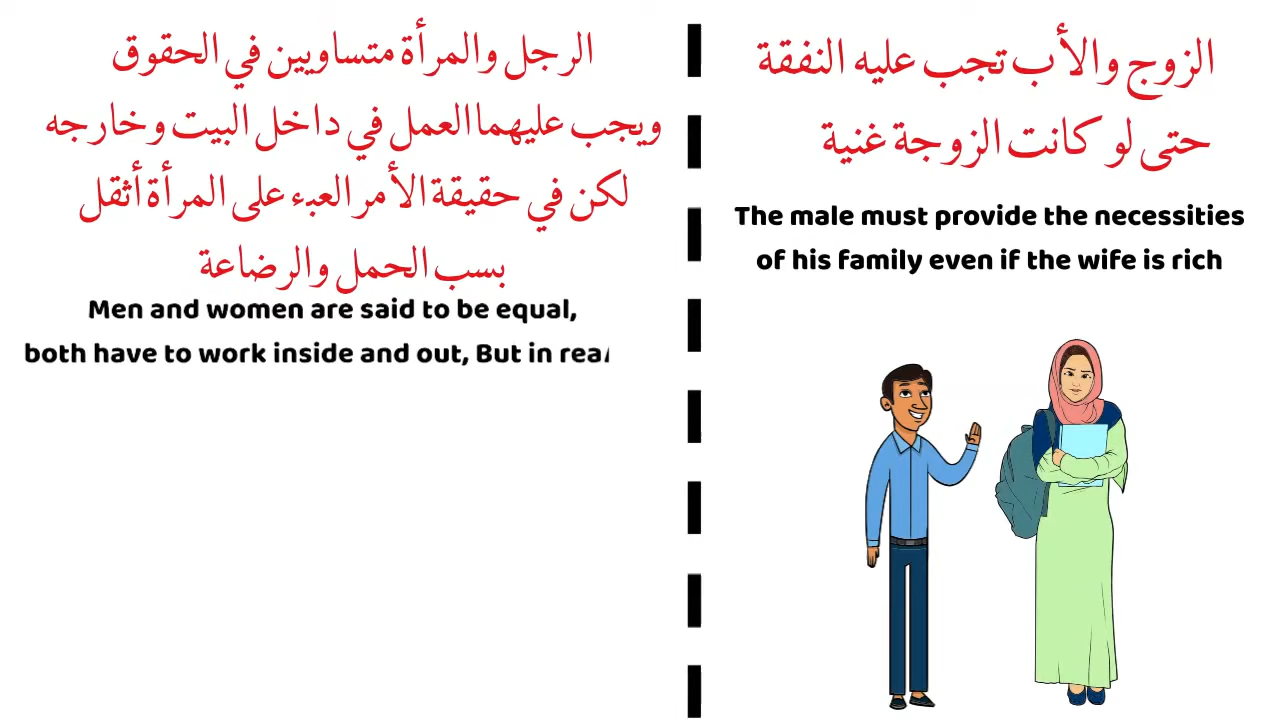 الرجل والمرأة متساويين في الحقوق
ويجب عليهما العمل في داخل البيت وخارجه
لكن في حقيقة الأمر العبء على المرأة أثقل
بسبب الحمل والرضاعة
Men and women are said to be equal,
both have to work inside and out, But in rea
الزوج والأب تجب عليه النفقة
حتى لو كانت الزوجة غنية
The male must provide the necessities
of his family even if the wife is rich